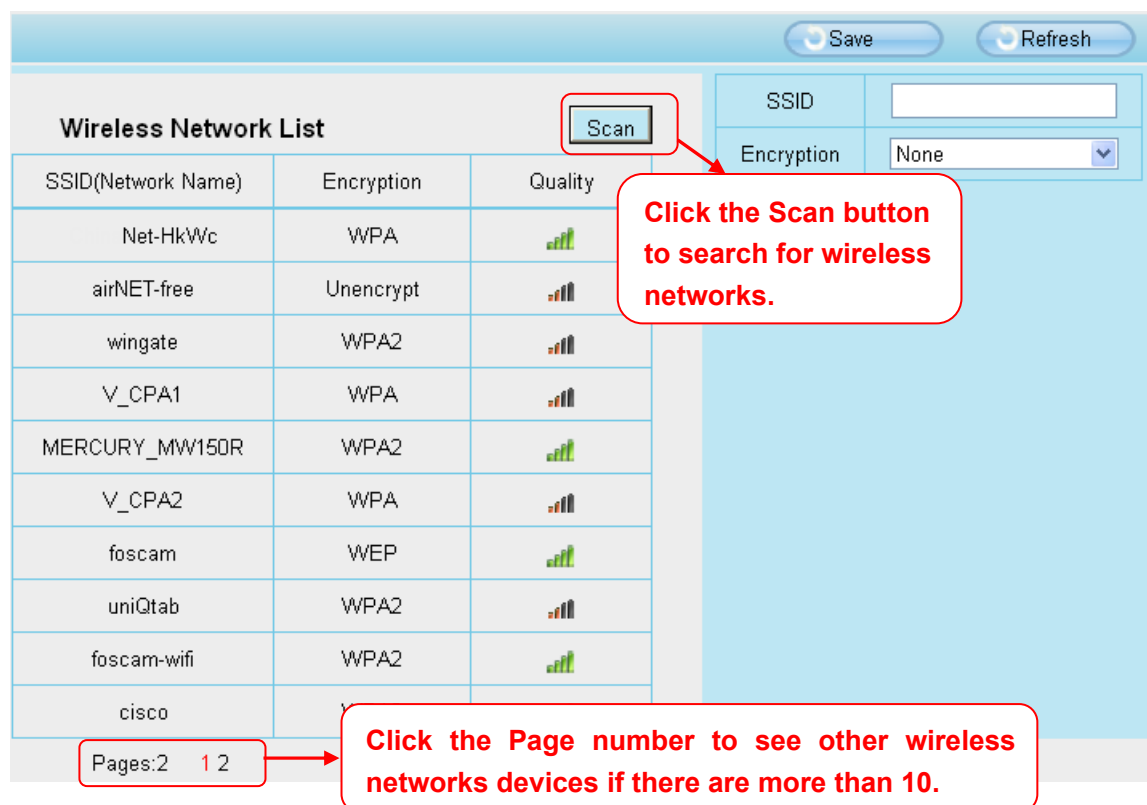 Save Refresh
Wireless Network List Scan
SSID
Encryption None
SSID(Network Name) Encryption Quality
Click the Scan button
to search for wireless
networks.
Net-HkWc WPA
airNET-free Unencrypt
wingate WPA2
V_CPA1 WPA
MERCURY_MW150R WPA2
V_CPA2 WPA
foscam WEP
uniQtab WPA2
foscam-wifi WPA2
cisco
Pages:2 1 2
Click the Page number to see other wireless
networks devices if there are more than 10.